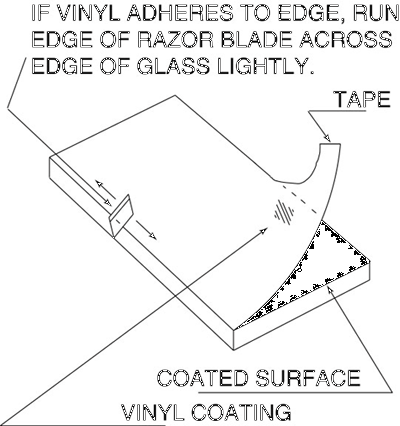 IF VINYL ADHERES TO EDGE, RUN
EDGE OF RAZOR BLADE ACROSS
EDGE OF GLASS LIGHTLY.
TAPE
COATED SURFACE
VINYL COATING